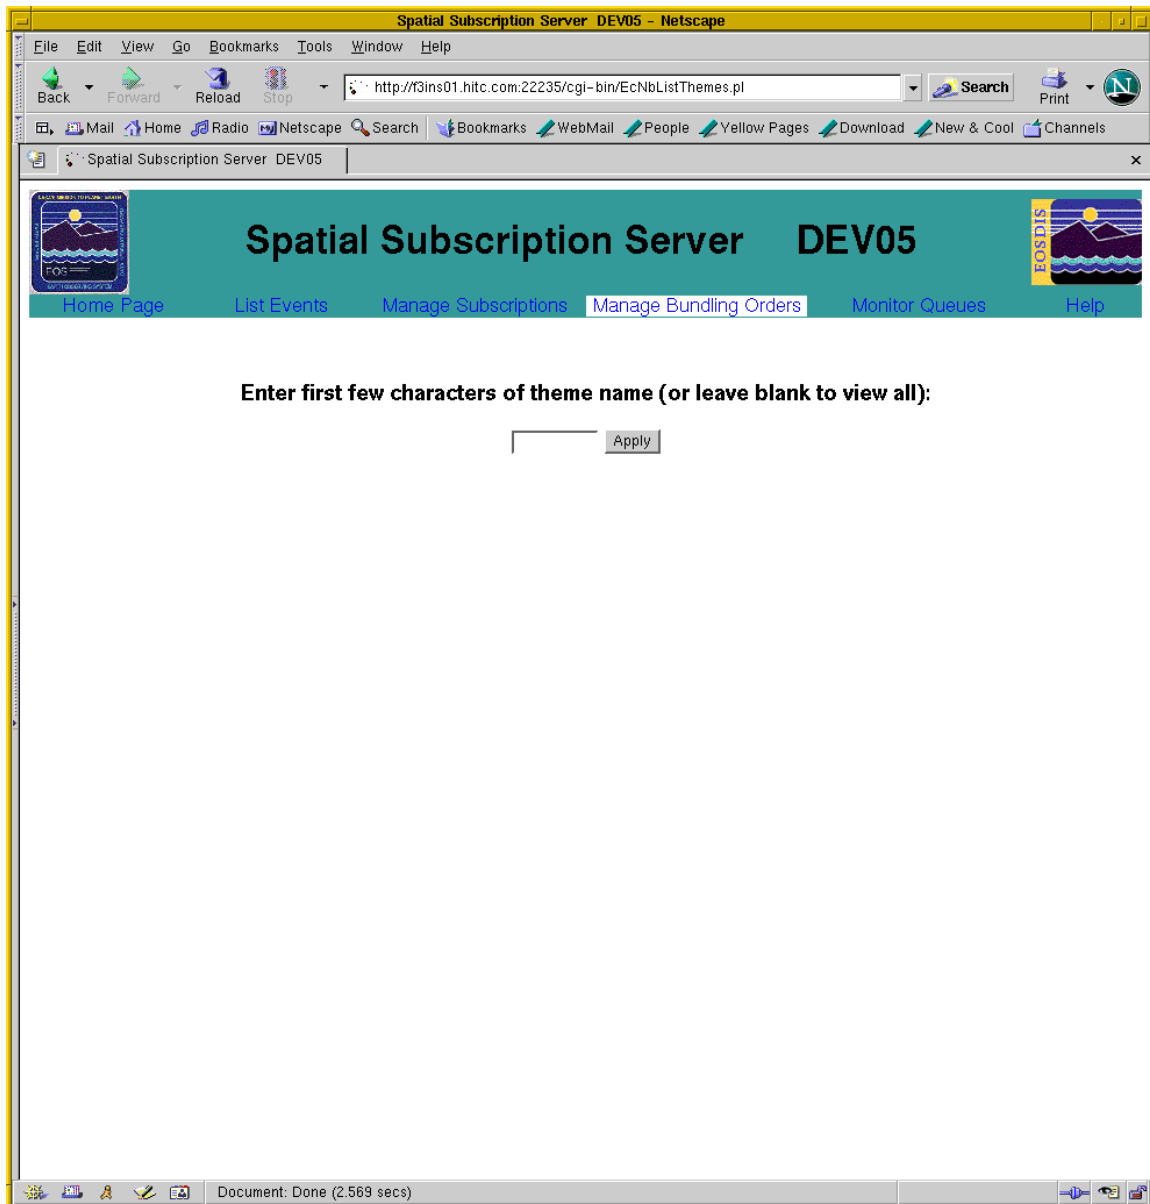 Spatial Subscription Server DEV05 - Netscape
File Edit View Go Bookmarks Tools Window Help
Back Forward Reload Stop http://f3ins01.hitc.com:22235/cgi-bin/EcNbListThemes.pl Search Print N
Mail Home Radio Netscape Search Bookmarks WebMail People Yellow Pages Download New & Cool Channels
Spatial Subscription Server DEV05
EOS
Spatial Subscription Server DEV05
EOSDIS
Home Page List Events Manage Subscriptions Manage Bundling Orders Monitor Queues Help
Enter first few characters of theme name (or leave blank to view all):
Apply
Document: Done (2.569 secs)